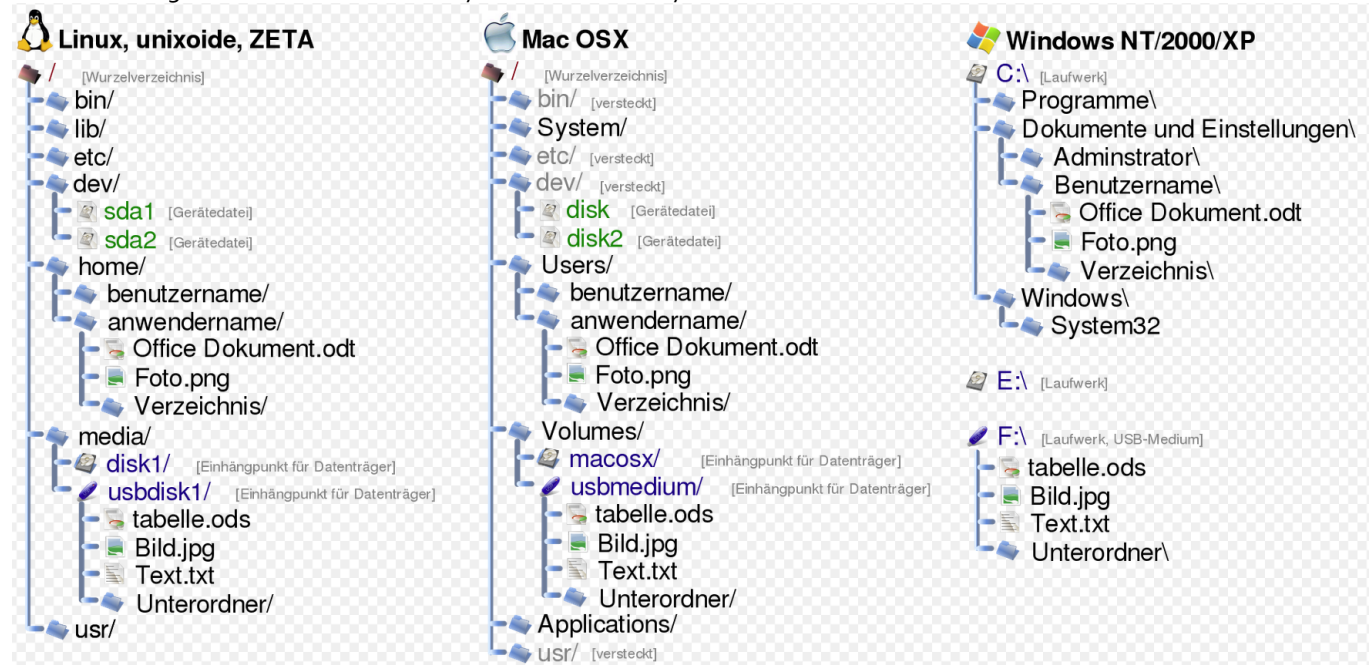 Linux, unixoide, ZETA
/ [Wurzelverzeichnis]
bin/
lib/
etc/
dev/
sda1 [Gerätedatei]
sda2 [Gerätedatei]
home/
benutzername/
anwendername/
Office Dokument.odt
Foto.png
Verzeichnis/
media/
disk1/ [Einhängpunkt für Datenträger]
usbdisk1/ [Einhängpunkt für Datenträger]
tabelle.ods
Bild.jpg
Text.txt
Unterordner/
usr/
Mac OSX
/ [Wurzelverzeichnis]
bin/ [versteckt]
System/
etc/ [versteckt]
dev/ [versteckt]
disk [Gerätedatei]
disk2 [Gerätedatei]
Users/
benutzername/
anwendername/
Office Dokument.odt
Foto.png
Verzeichnis/
Volumes/
macosx/ [Einhängpunkt für Datenträger]
usbmedium/ [Einhängpunkt für Datenträger]
tabelle.ods
Bild.jpg
Text.txt
Unterordner/
Applications/
usr/ [versteckt]
Windows NT/2000/XP
C:\ [Laufwerk]
Programme\
Dokumente und Einstellungen\
Adminstrator\
Benutzername\
Office Dokument.odt
Foto.png
Verzeichnis\
Windows\
System32
E:\ [Laufwerk]
F:\ [Laufwerk, USB-Medium]
tabelle.ods
Bild.jpg
Text.txt
Unterordner\